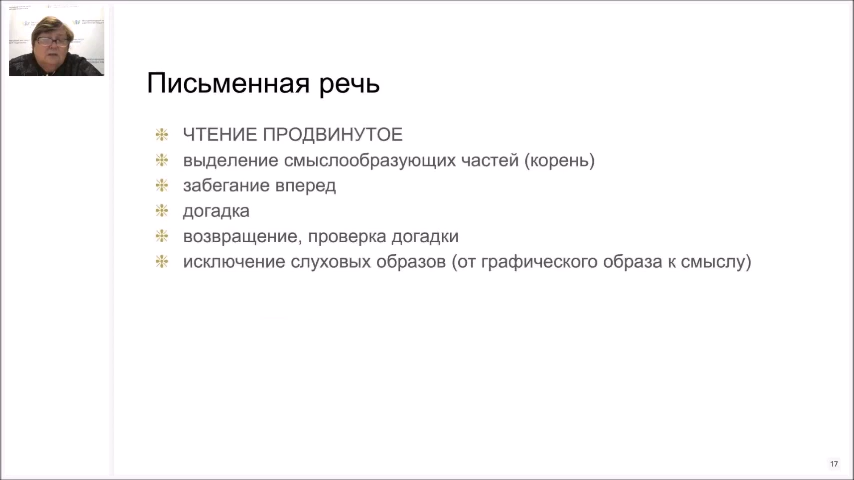 Письменная речь
ЧТЕНИЕ ПРОДВИНУТОЕ
выделение смыслообразующих частей (корень)
забегание вперед
догадка
возвращение, проверка догадки
исключение слуховых образов (от графического образа к смыслу)
17